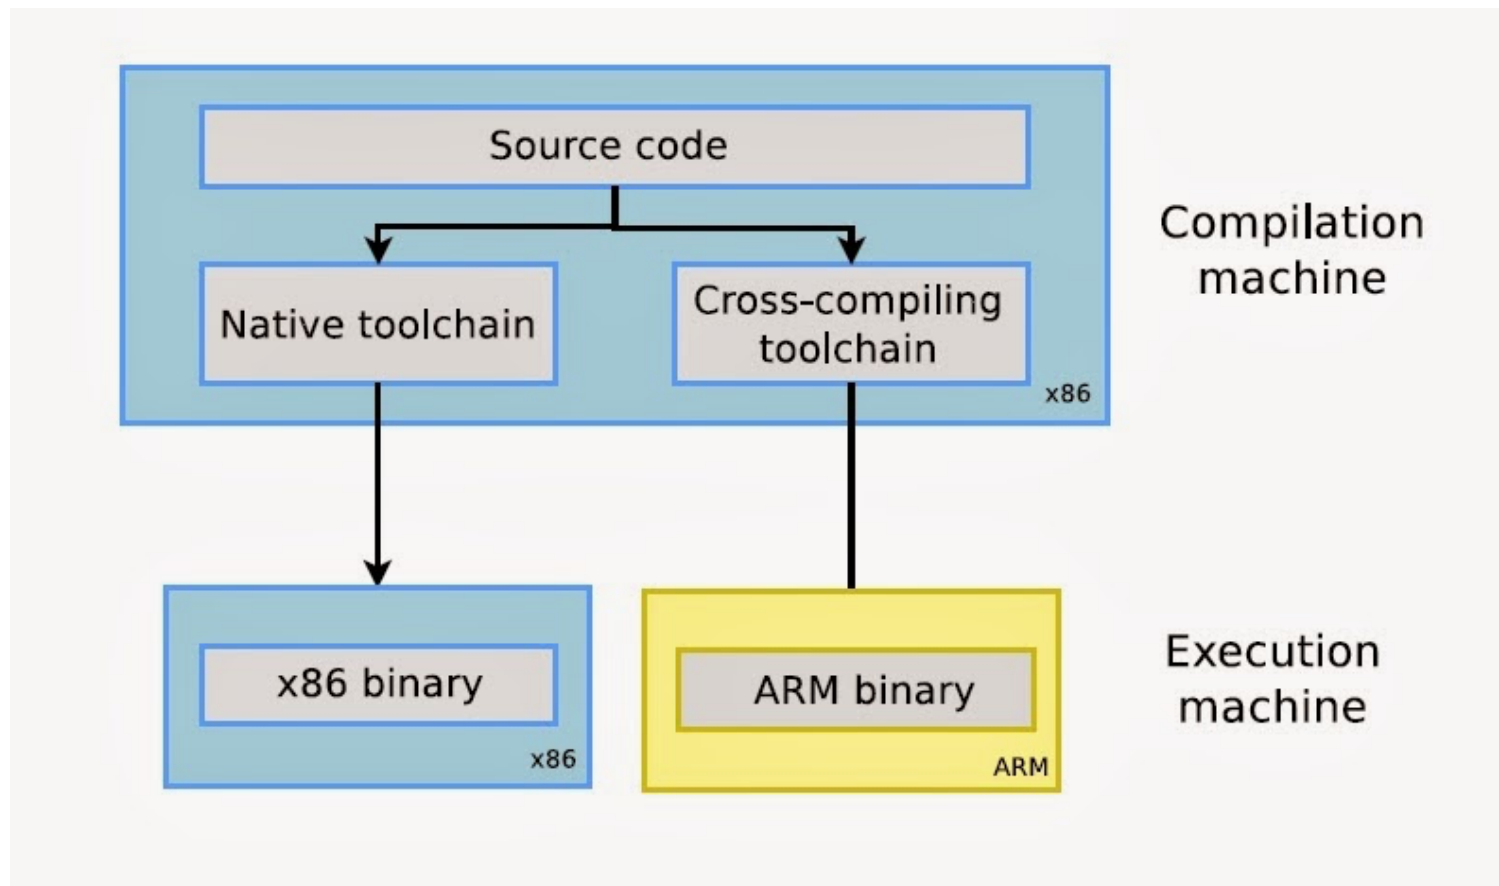 Source code
Native toolchain
Cross-compiling
toolchain
x86
Compilation
machine
x86 binary
x86
ARM binary
ARM
Execution
machine